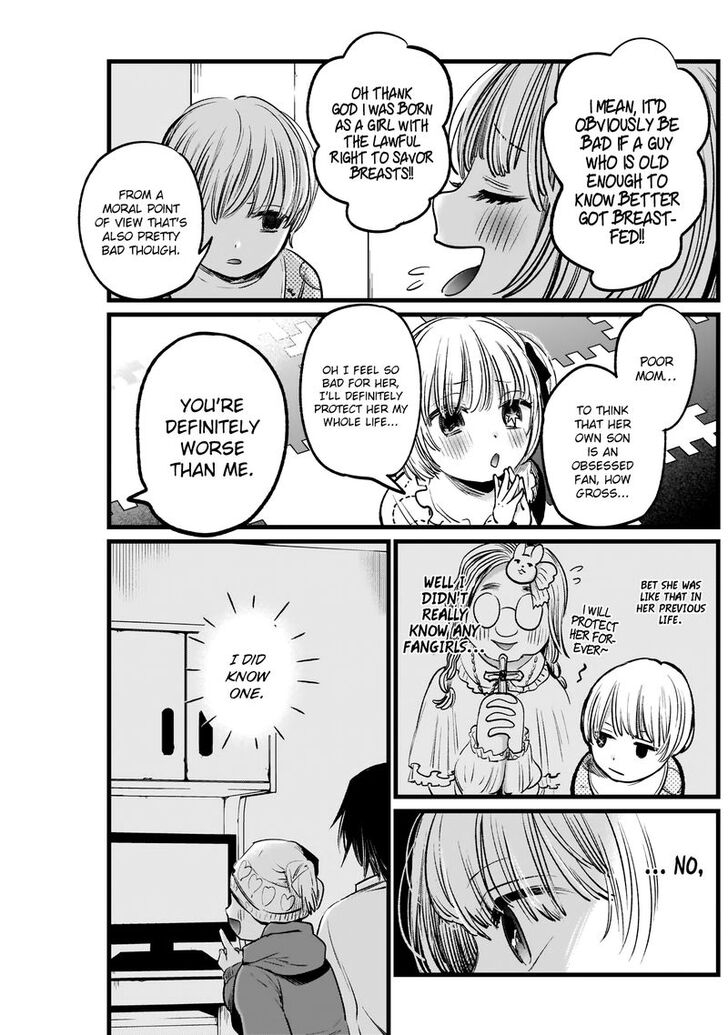 I MEAN, IT'D
OBVIOUSLY BE
BAD IF A GUY
WHO IS OLD
ENOUGH TO
KNOW BETTER
GOT BREAST-
FED!!
OH THANK
GOD I WAS BORN
AS A GIRL WITH
THE LAWFUL
RIGHT TO SAVOR
BREASTS!!
FROM A
MORAL POINT
OF VIEW THAT'S
ALSO PRETTY
BAD THOUGH.
POOR
MOM...
TO THINK
THAT HER
OWN SON
IS AN
OBSESSED
FAN, HOW
GROSS...
OH I FEEL SO
BAD FOR HER,
I'LL DEFINITELY
PROTECT HER MY
WHOLE LIFE...
YOU'RE
DEFINITELY
WORSE
THAN ME.
BET SHE WAS
LIKE THAT IN
HER PREVIOUS
LIFE.
I WILL
PROTECT
HER FOR-
EVER~
WELL I
DIDN'T
REALLY
KNOW ANY
FANGIRLS...
... NO,
I DID
KNOW
ONE.